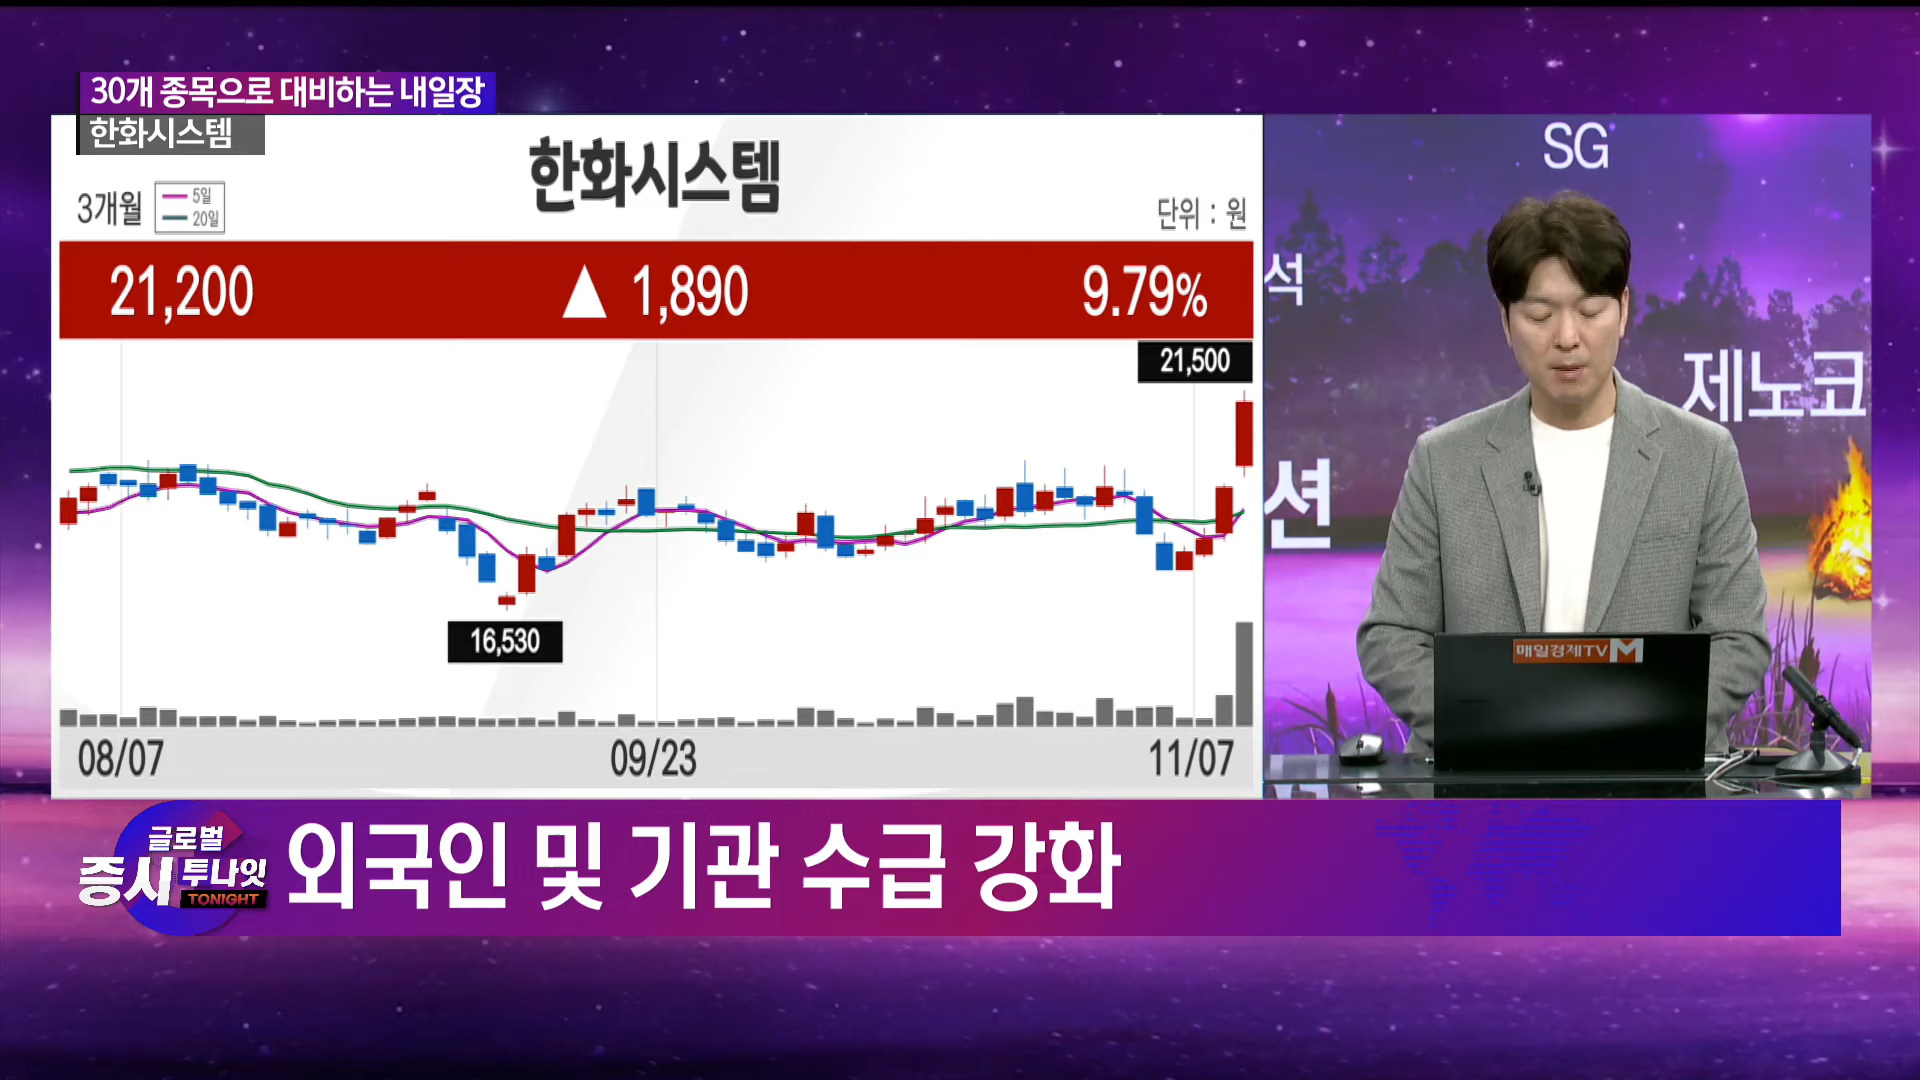 30개 종목으로 대비하는 내일장
한화시스템
한화시스템
3개월
5일
20일
단위 : 원
21,200 ▲ 1,890 9.79%
21,500
16,530
08/07 09/23 11/07
SG
석
제노코
션
매일경제TV M
글로벌
증시 투나잇
TONIGHT
외국인 및 기관 수급 강화